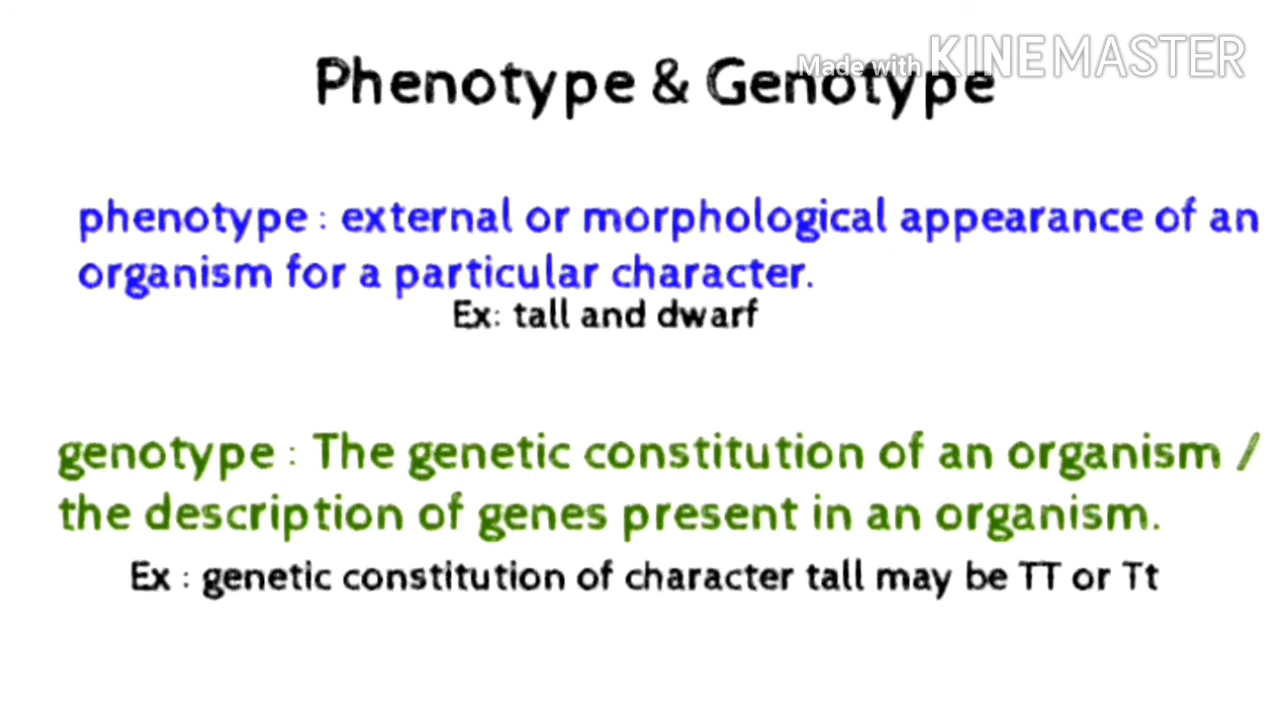 Made with KINEMASTER
Phenotype & Genotype
phenotype : external or morphological appearance of an
organism for a particular character.
Ex: tall and dwarf
genotype : The genetic constitution of an organism /
the description of genes present in an organism.
Ex : genetic constitution of character tall may be TT or Tt